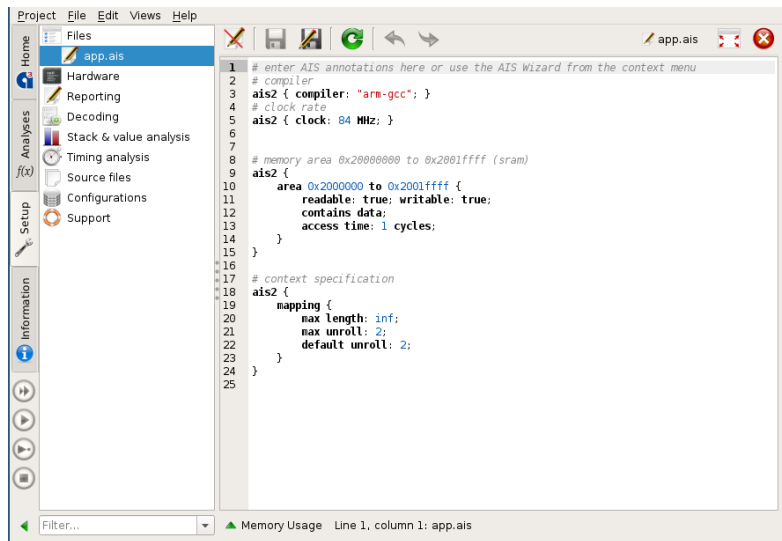 Project File Edit Views Help
Home
Analyses
f(x)
Setup
Information
Files
app.ais
Hardware
Reporting
Decoding
Stack & value analysis
Timing analysis
Source files
Configurations
Support
Filter...
app.ais
1 # enter AIS annotations here or use the AIS Wizard from the context menu
2 # compiler
3 ais2 { compiler: "arm-gcc"; }
4 # clock rate
5 ais2 { clock: 84 MHz; }
6
7
8 # memory area 0x20000000 to 0x2001ffff (sram)
9 ais2 {
10 area 0x2000000 to 0x2001ffff {
11 readable: true; writable: true;
12 contains data;
13 access time: 1 cycles;
14 }
15 }
16
17 # context specification
18 ais2 {
19 mapping {
20 max length: inf;
21 max unroll: 2;
22 default unroll: 2;
23 }
24 }
25
Memory Usage Line 1, column 1: app.ais